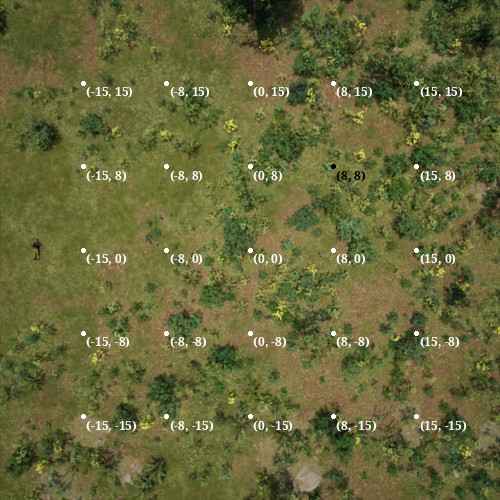 (-15, 15) (-8, 15) (0, 15) (8, 15) (15, 15)
(-15, 8) (-8, 8) (0, 8) (8, 8) (15, 8)
(-15, 0) (-8, 0) (0, 0) (8, 0) (15, 0)
(-15, -8) (-8, -8) (0, -8) (8, -8) (15, -8)
(-15, -15) (-8, -15) (0, -15) (8, -15) (15, -15)